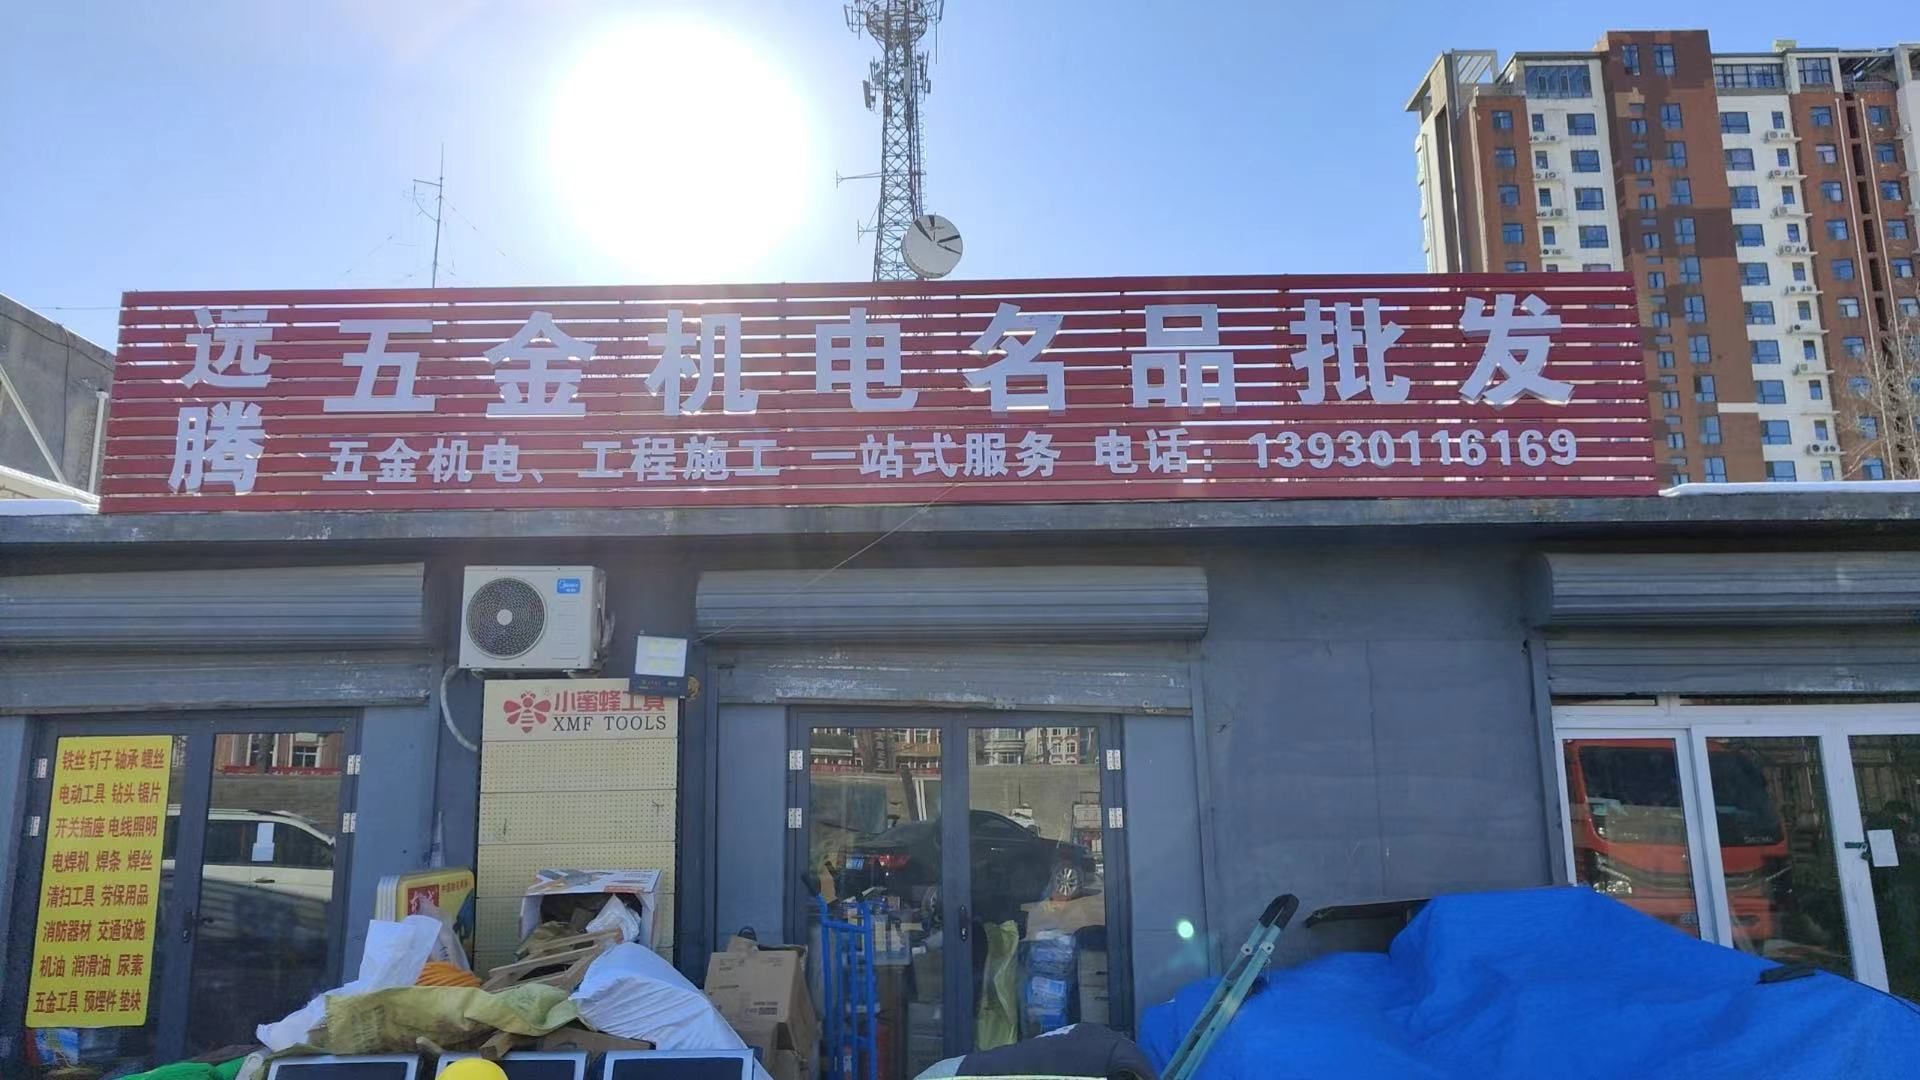 远腾
五金机电名品批发
五金机电、工程施工 一站式服务 电话：13930116169
Midea
小蜜蜂工具
XMF TOOLS
铁丝 钉子 轴承 螺丝
电动工具 钻头 锯片
开关插座 电线照明
电焊机 焊条 焊丝
清扫工具 劳保用品
消防器材 交通设施
机油 润滑油 尿素
五金工具 预埋件 垫块